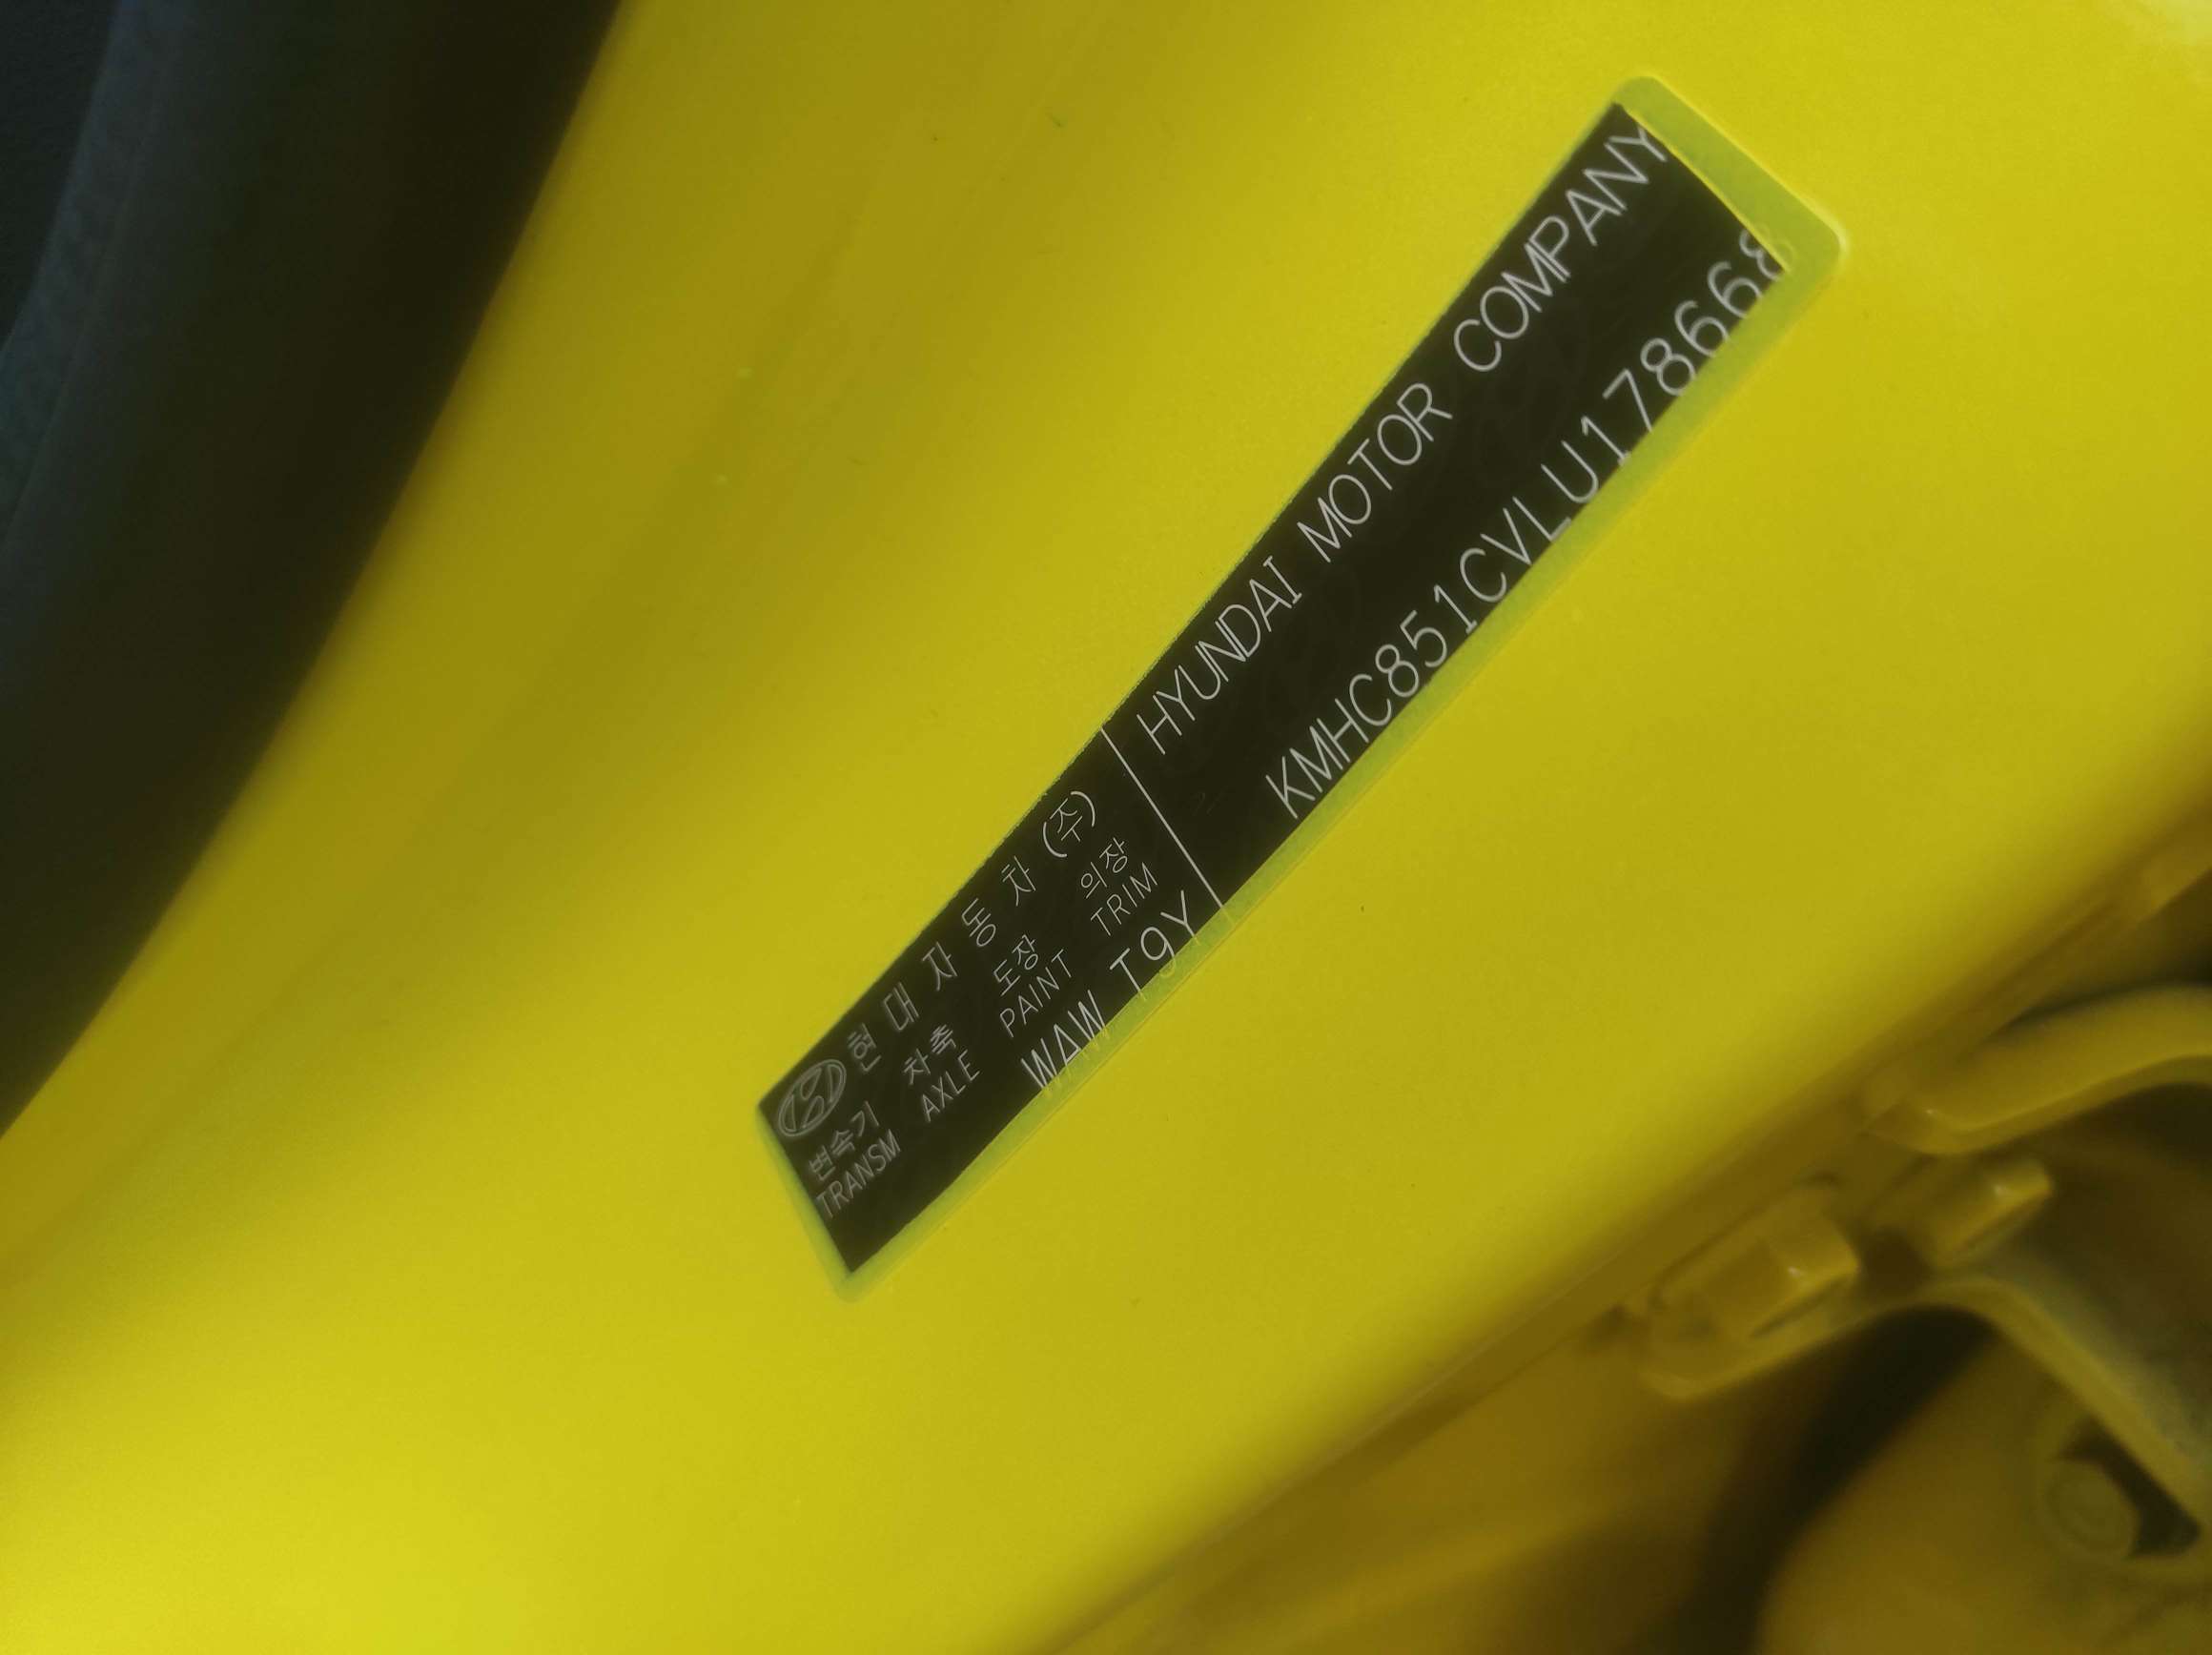 현대자동차(주)
변속기 차축 도장 의장
TRANSM AXLE PAINT TRIM
WAW T9Y
HYUNDAI MOTOR COMPANY
KMHC851CVLU178668